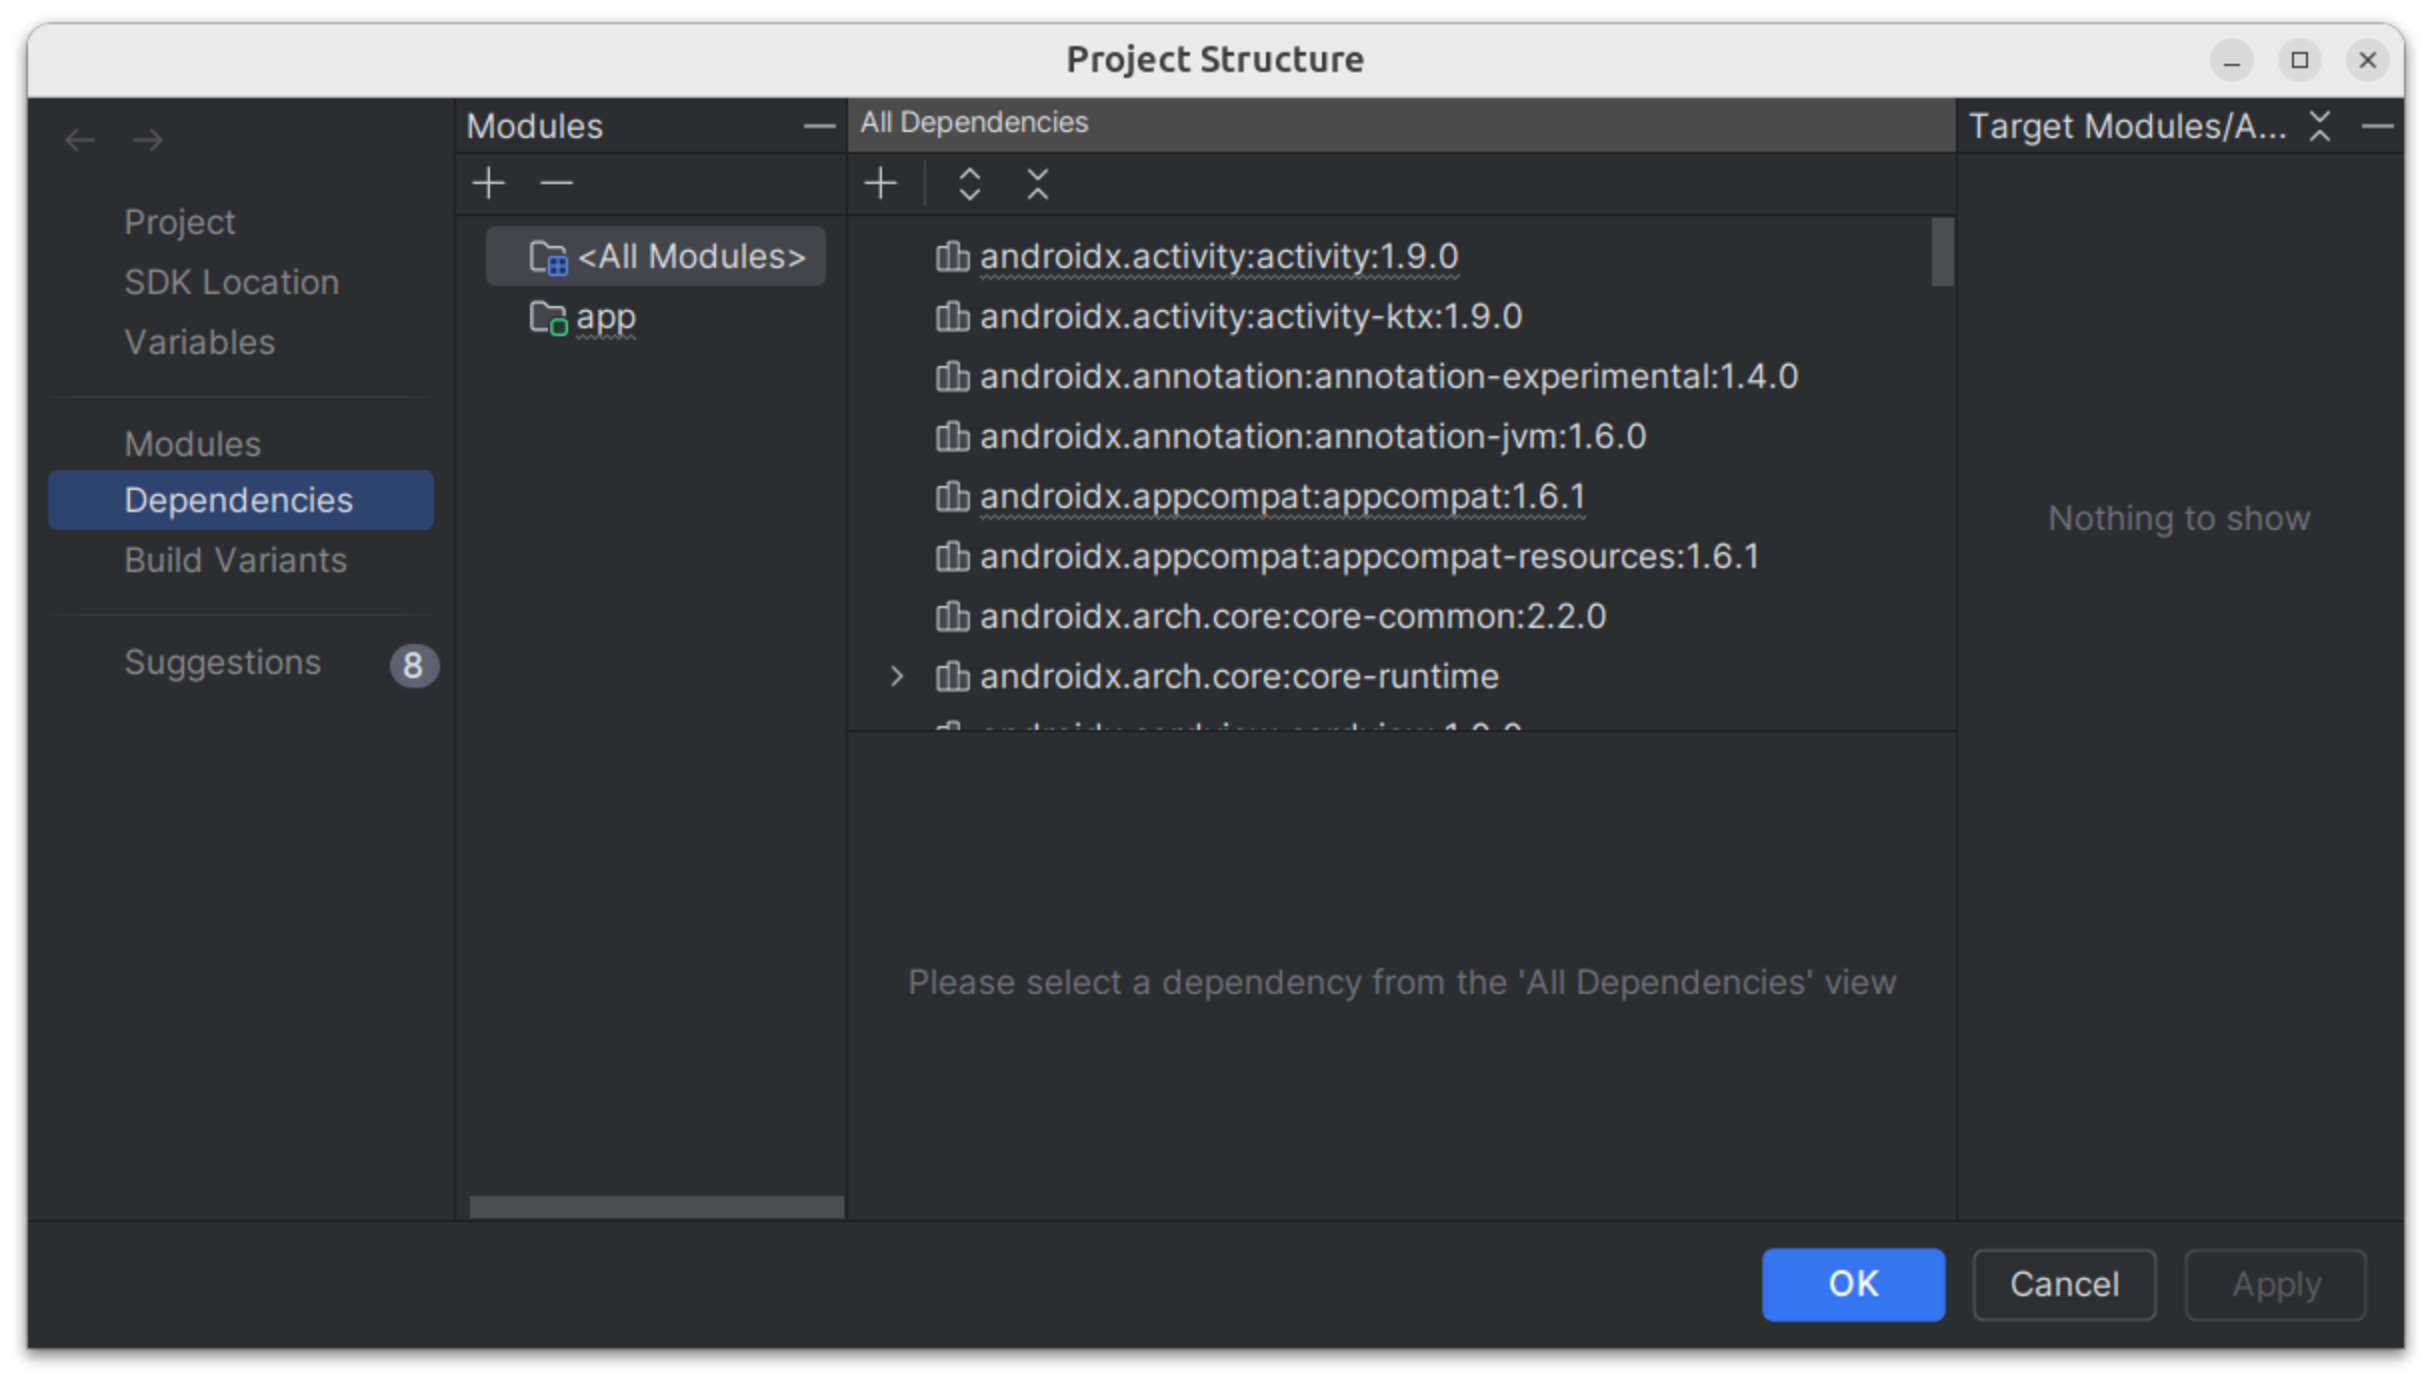 Project Structure
Project
SDK Location
Variables
Modules
Dependencies
Build Variants
Suggestions 8
Modules
<All Modules>
app
All Dependencies
androidx.activity:activity:1.9.0
androidx.activity:activity-ktx:1.9.0
androidx.annotation:annotation-experimental:1.4.0
androidx.annotation:annotation-jvm:1.6.0
androidx.appcompat:appcompat:1.6.1
androidx.appcompat:appcompat-resources:1.6.1
androidx.arch.core:core-common:2.2.0
androidx.arch.core:core-runtime
Please select a dependency from the 'All Dependencies' view
Target Modules/A...
Nothing to show
OK
Cancel
Apply